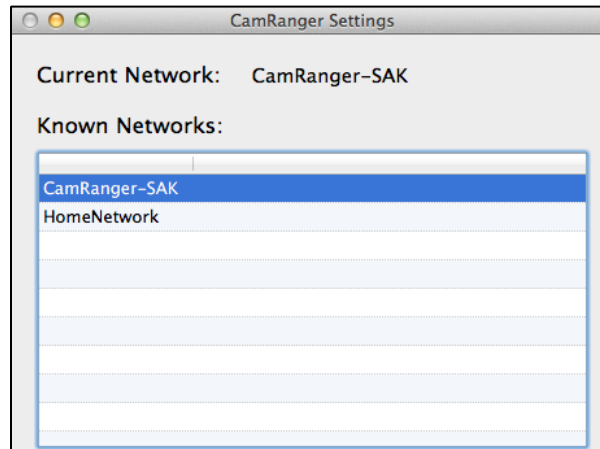 CamRanger Settings
Current Network: CamRanger-SAK
Known Networks:
CamRanger-SAK
HomeNetwork